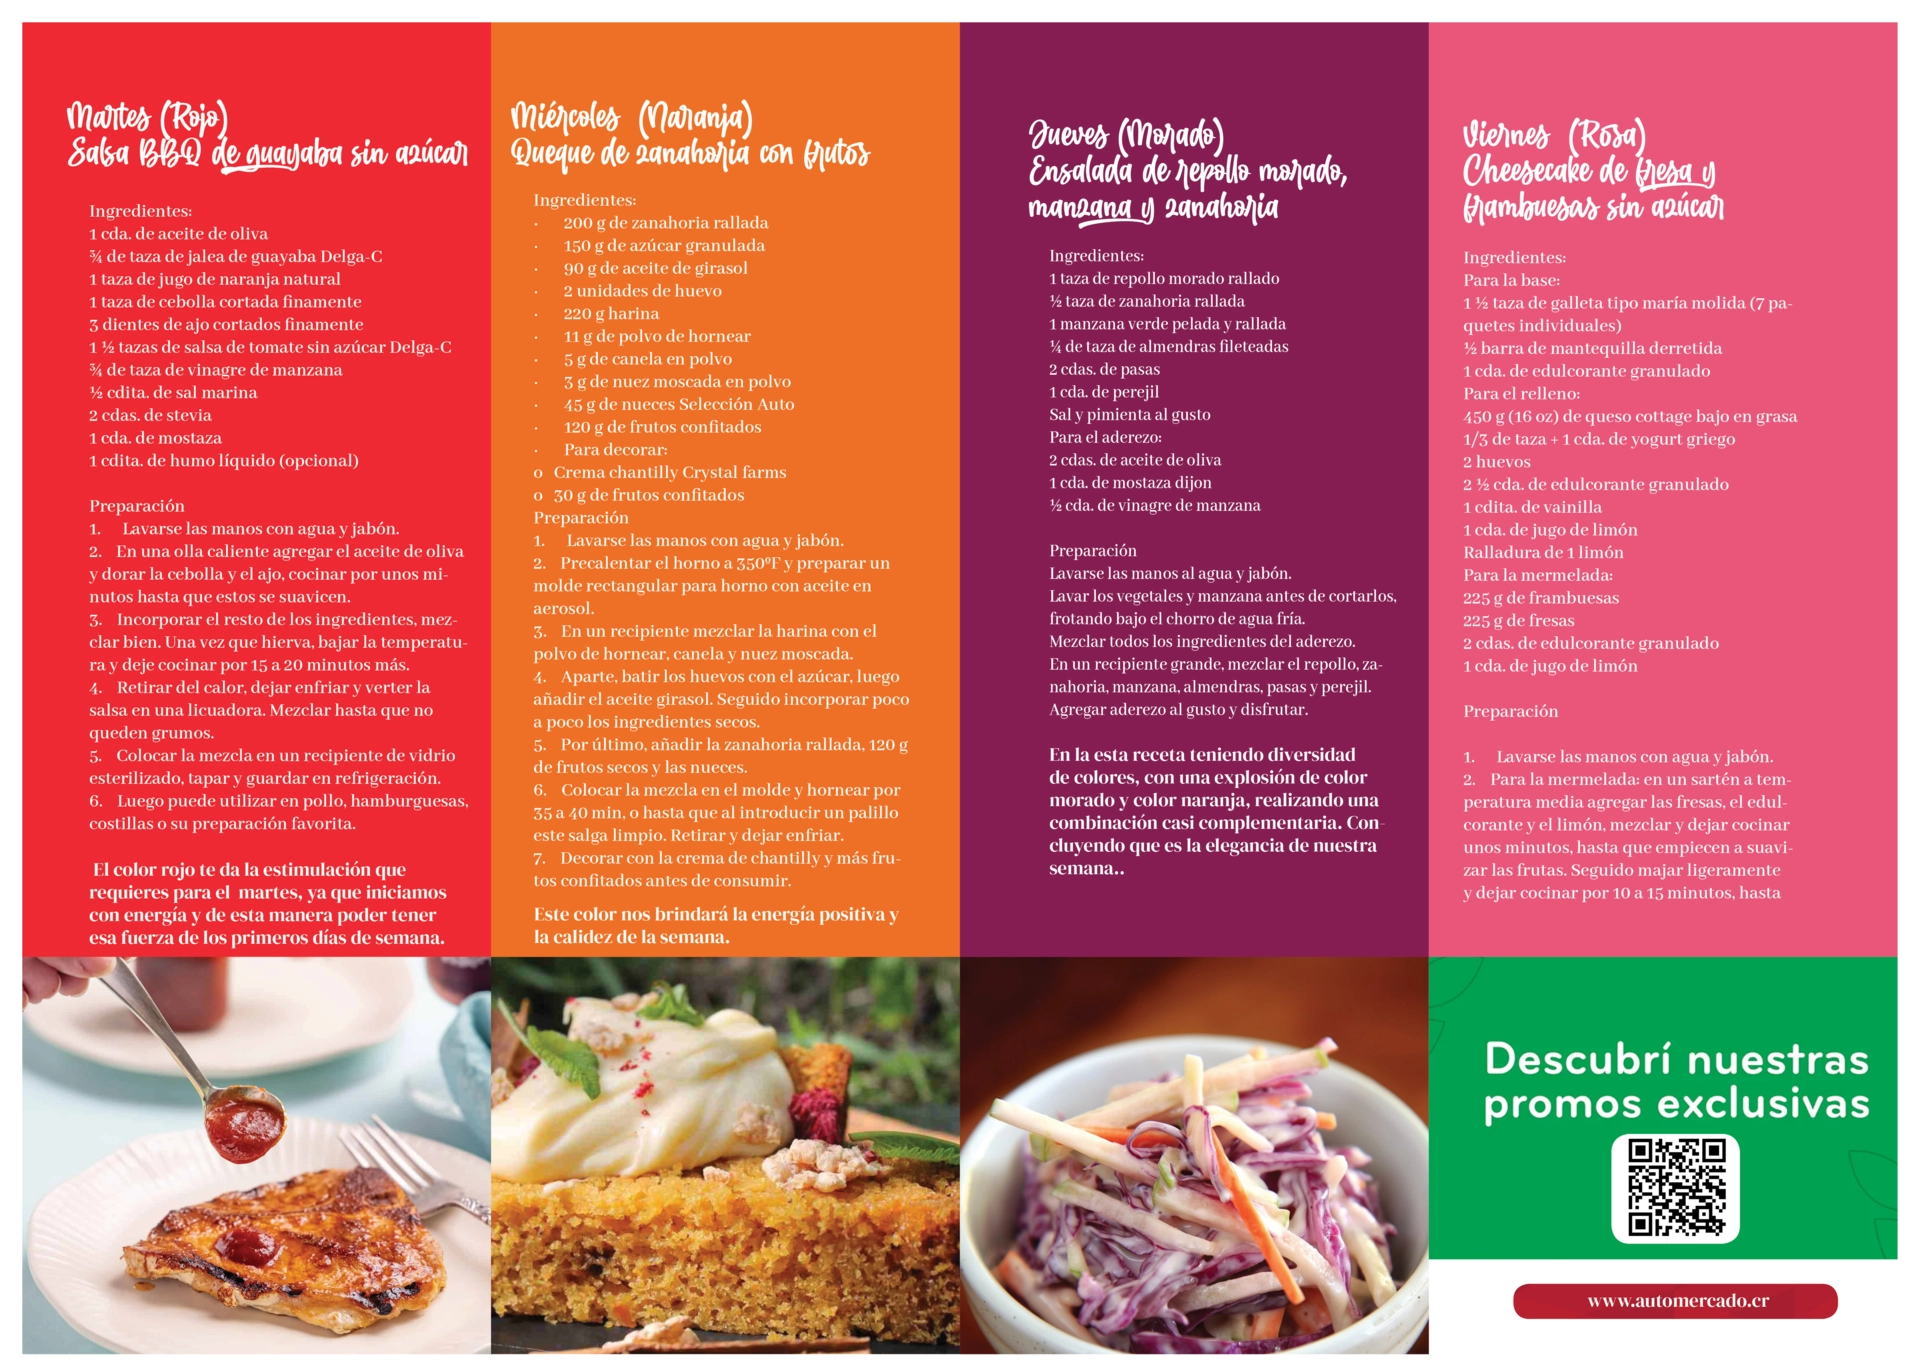 Martes (Rojo)
Salsa BBQ de guayaba sin azúcar
Ingredientes:
1 cda. de aceite de oliva
¾ de taza de jalea de guayaba Delga-C
1 taza de jugo de naranja natural
1 taza de cebolla cortada finamente
3 dientes de ajo cortados finamente
1 ½ tazas de salsa de tomate sin azúcar Delga-C
¾ de taza de vinagre de manzana
½ cdita. de sal marina
2 cdas. de stevia
1 cda. de mostaza
1 cdita. de humo líquido (opcional)
Preparación
1. Lavarse las manos con agua y jabón.
2. En una olla caliente agregar el aceite de oliva
y dorar la cebolla y el ajo, cocinar por unos mi-
nutos hasta que estos se suavicen.
3. Incorporar el resto de los ingredientes, mez-
clar bien. Una vez que hierva, bajar la temperatu-
ra y deje cocinar por 15 a 20 minutos más.
4. Retirar del calor, dejar enfriar y verter la
salsa en una licuadora. Mezclar hasta que no
queden grumos.
5. Colocar la mezcla en un recipiente de vidrio
esterilizado, tapar y guardar en refrigeración.
6. Luego puede utilizar en pollo, hamburguesas,
costillas o su preparación favorita.
El color rojo te da la estimulación que
requieres para el martes, ya que iniciamos
con energía y de esta manera poder tener
esa fuerza de los primeros días de semana.
Miércoles (Naranja)
Queque de zanahoria con frutos
Ingredientes:
· 200 g de zanahoria rallada
· 150 g de azúcar granulada
· 90 g de aceite de girasol
· 2 unidades de huevo
· 220 g harina
· 11 g de polvo de hornear
· 5 g de canela en polvo
· 3 g de nuez moscada en polvo
· 45 g de nueces Selección Auto
· 120 g de frutos confitados
· Para decorar:
o Crema chantilly Crystal farms
o 30 g de frutos confitados
Preparación
1. Lavarse las manos con agua y jabón.
2. Precalentar el horno a 350ºF y preparar un
molde rectangular para horno con aceite en
aerosol.
3. En un recipiente mezclar la harina con el
polvo de hornear, canela y nuez moscada.
4. Aparte, batir los huevos con el azúcar, luego
añadir el aceite girasol. Seguido incorporar poco
a poco los ingredientes secos.
5. Por último, añadir la zanahoria rallada, 120 g
de frutos secos y las nueces.
6. Colocar la mezcla en el molde y hornear por
35 a 40 min, o hasta que al introducir un palillo
este salga limpio. Retirar y dejar enfriar.
7. Decorar con la crema de chantilly y más fru-
tos confitados antes de consumir.
Este color nos brindará la energía positiva y
la calidez de la semana.
Jueves (Morado)
Ensalada de repollo morado,
manzana y zanahoria
Ingredientes:
1 taza de repollo morado rallado
½ taza de zanahoria rallada
1 manzana verde pelada y rallada
¼ de taza de almendras fileteadas
2 cdas. de pasas
1 cda. de perejil
Sal y pimienta al gusto
Para el aderezo:
2 cdas. de aceite de oliva
1 cda. de mostaza dijon
½ cda. de vinagre de manzana
Preparación
Lavarse las manos al agua y jabón.
Lavar los vegetales y manzana antes de cortarlos,
frotando bajo el chorro de agua fría.
Mezclar todos los ingredientes del aderezo.
En un recipiente grande, mezclar el repollo, za-
nahoria, manzana, almendras, pasas y perejil.
Agregar aderezo al gusto y disfrutar.
En la esta receta teniendo diversidad
de colores, con una explosión de color
morado y color naranja, realizando una
combinación casi complementaria. Con-
cluyendo que es la elegancia de nuestra
semana..
Viernes (Rosa)
Cheesecake de fresa y
frambuesas sin azúcar
Ingredientes:
Para la base:
1 ½ taza de galleta tipo maría molida (7 pa-
quetes individuales)
½ barra de mantequilla derretida
1 cda. de edulcorante granulado
Para el relleno:
450 g (16 oz) de queso cottage bajo en grasa
1/3 de taza + 1 cda. de yogurt griego
2 huevos
2 ½ cda. de edulcorante granulado
1 cdita. de vainilla
1 cda. de jugo de limón
Ralladura de 1 limón
Para la mermelada:
225 g de frambuesas
225 g de fresas
2 cdas. de edulcorante granulado
1 cda. de jugo de limón
Preparación
1. Lavarse las manos con agua y jabón.
2. Para la mermelada: en un sartén a tem-
peratura media agregar las fresas, el edul-
corante y el limón, mezclar y dejar cocinar
unos minutos, hasta que empiecen a suavi-
zar las frutas. Seguido majar ligeramente
y dejar cocinar por 10 a 15 minutos, hasta
Descubrí nuestras
promos exclusivas
www.automercado.cr